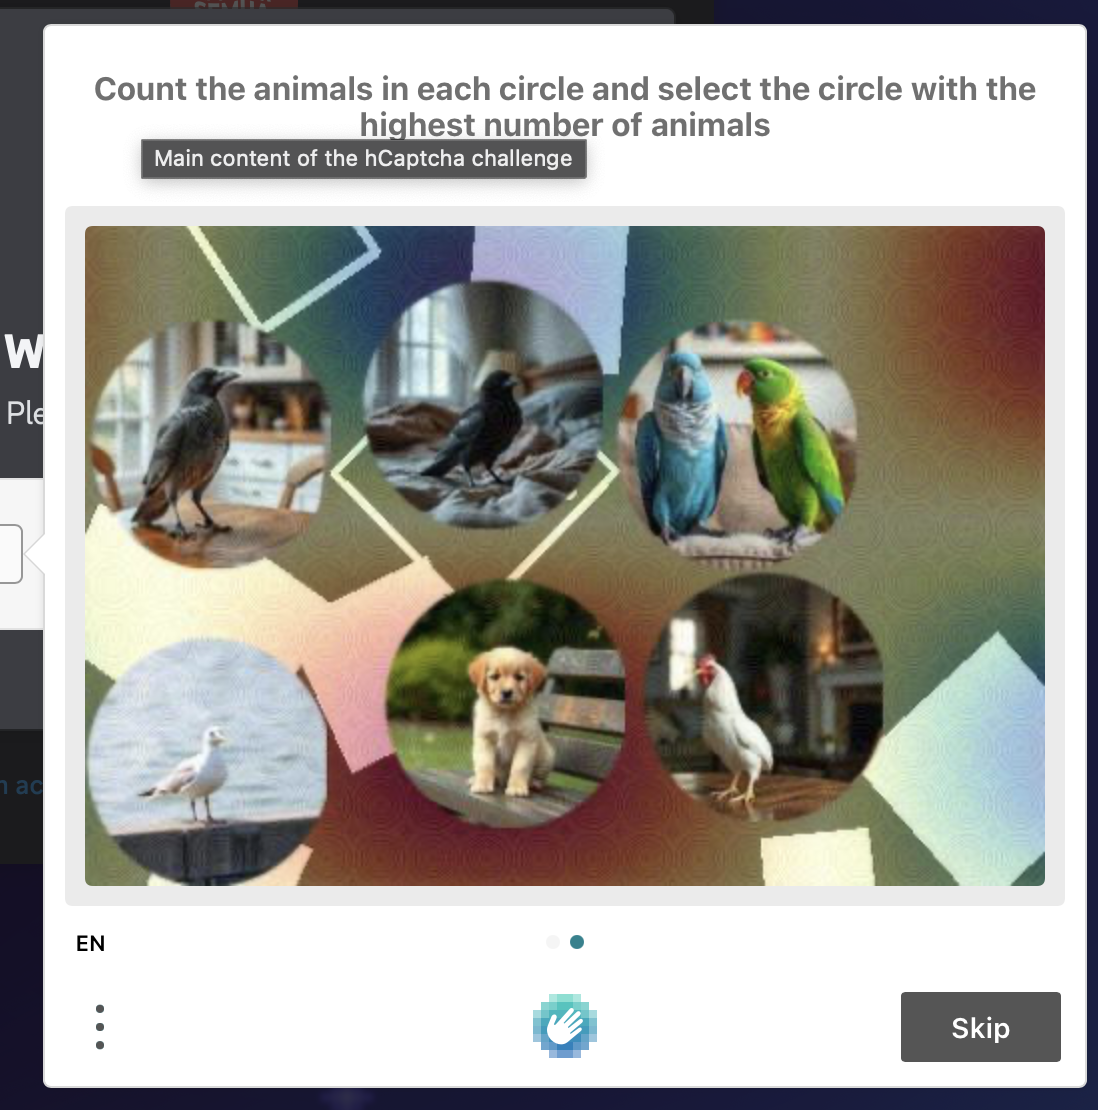 Count the animals in each circle and select the circle with the
highest number of animals
Main content of the hCaptcha challenge
Ple
EN
Skip